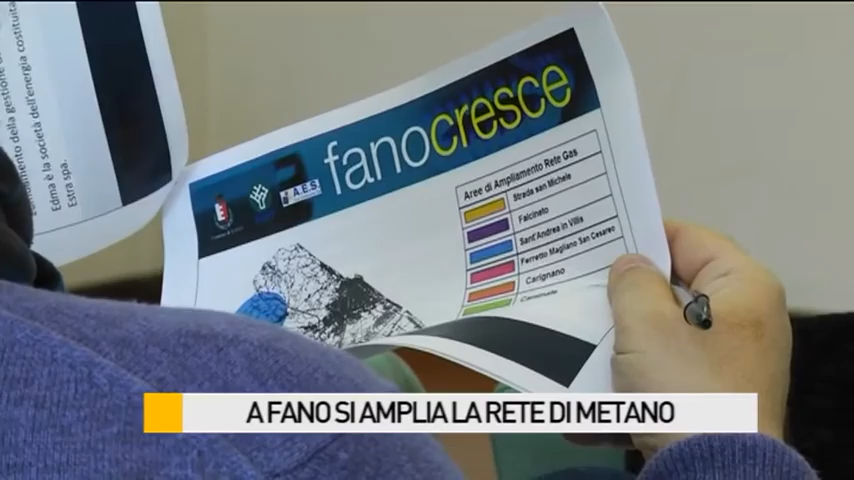 dell'energia costituita
Edma è la società
Estra spa.
fanocresce
A.E.S.
Aree di Ampliamento Rete Gas
Strada san Michele
Falcineto
Sant'Andrea in Villis
Ferretto Magliano San Cesareo
Carignano
A FANO SI AMPLIA LA RETE DI METANO